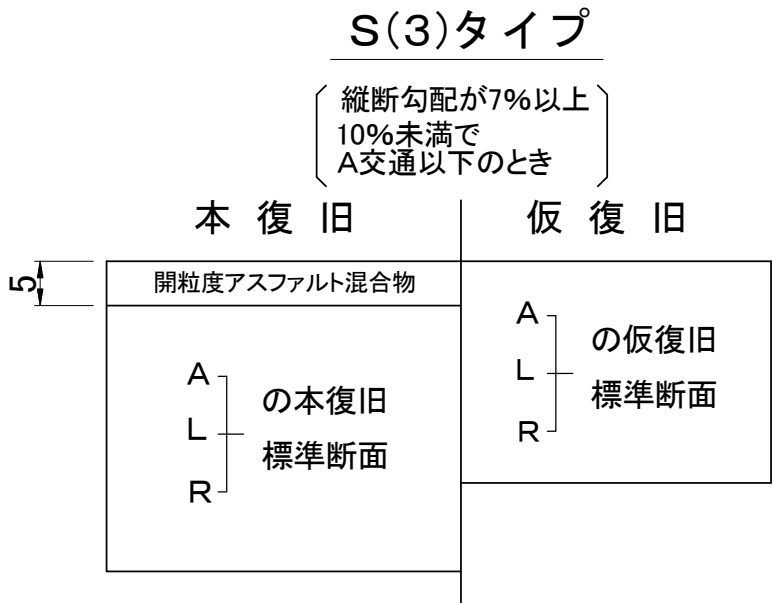 S(3)タイプ
縦断勾配が7%以上
10%未満で
A交通以下のとき
本復旧
仮復旧
5
開粒度アスファルト混合物
A
L
R
の本復旧
標準断面
A
L
R
の仮復旧
標準断面